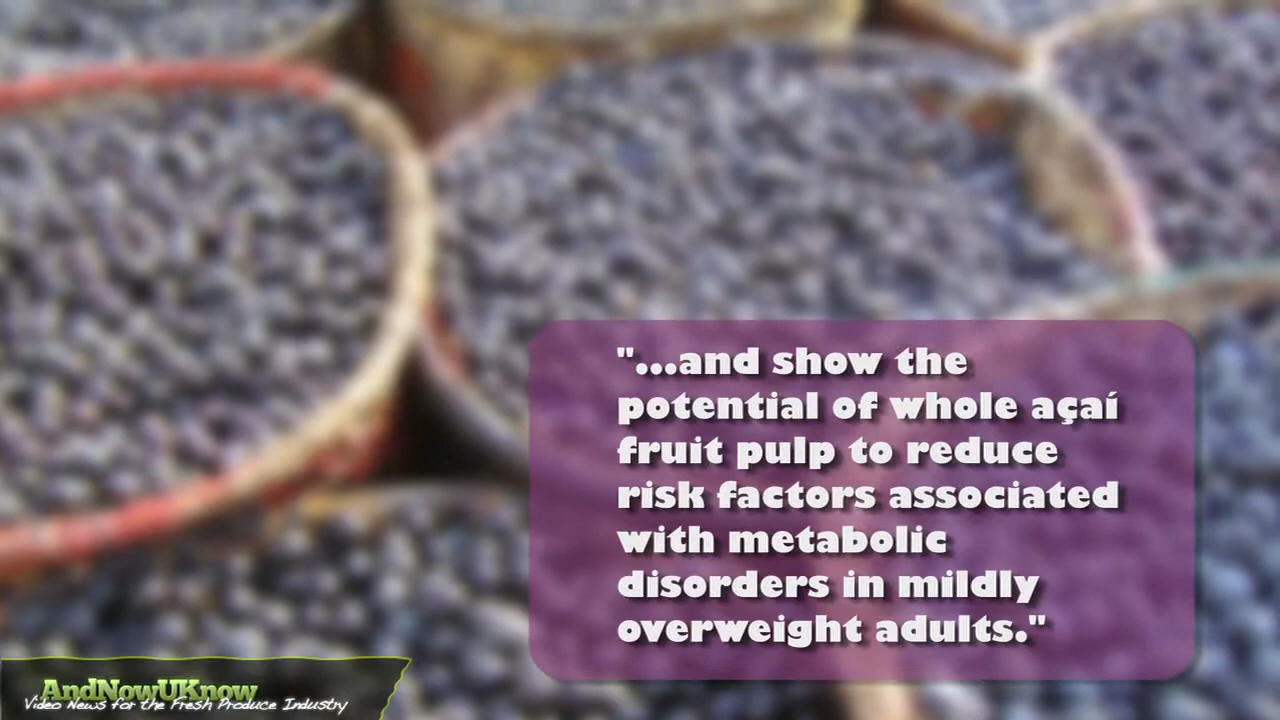 "...and show the
potential of whole açaí
fruit pulp to reduce
risk factors associated
with metabolic
disorders in mildly
overweight adults."
AndNowUKnow
Video News for the Fresh Produce Industry